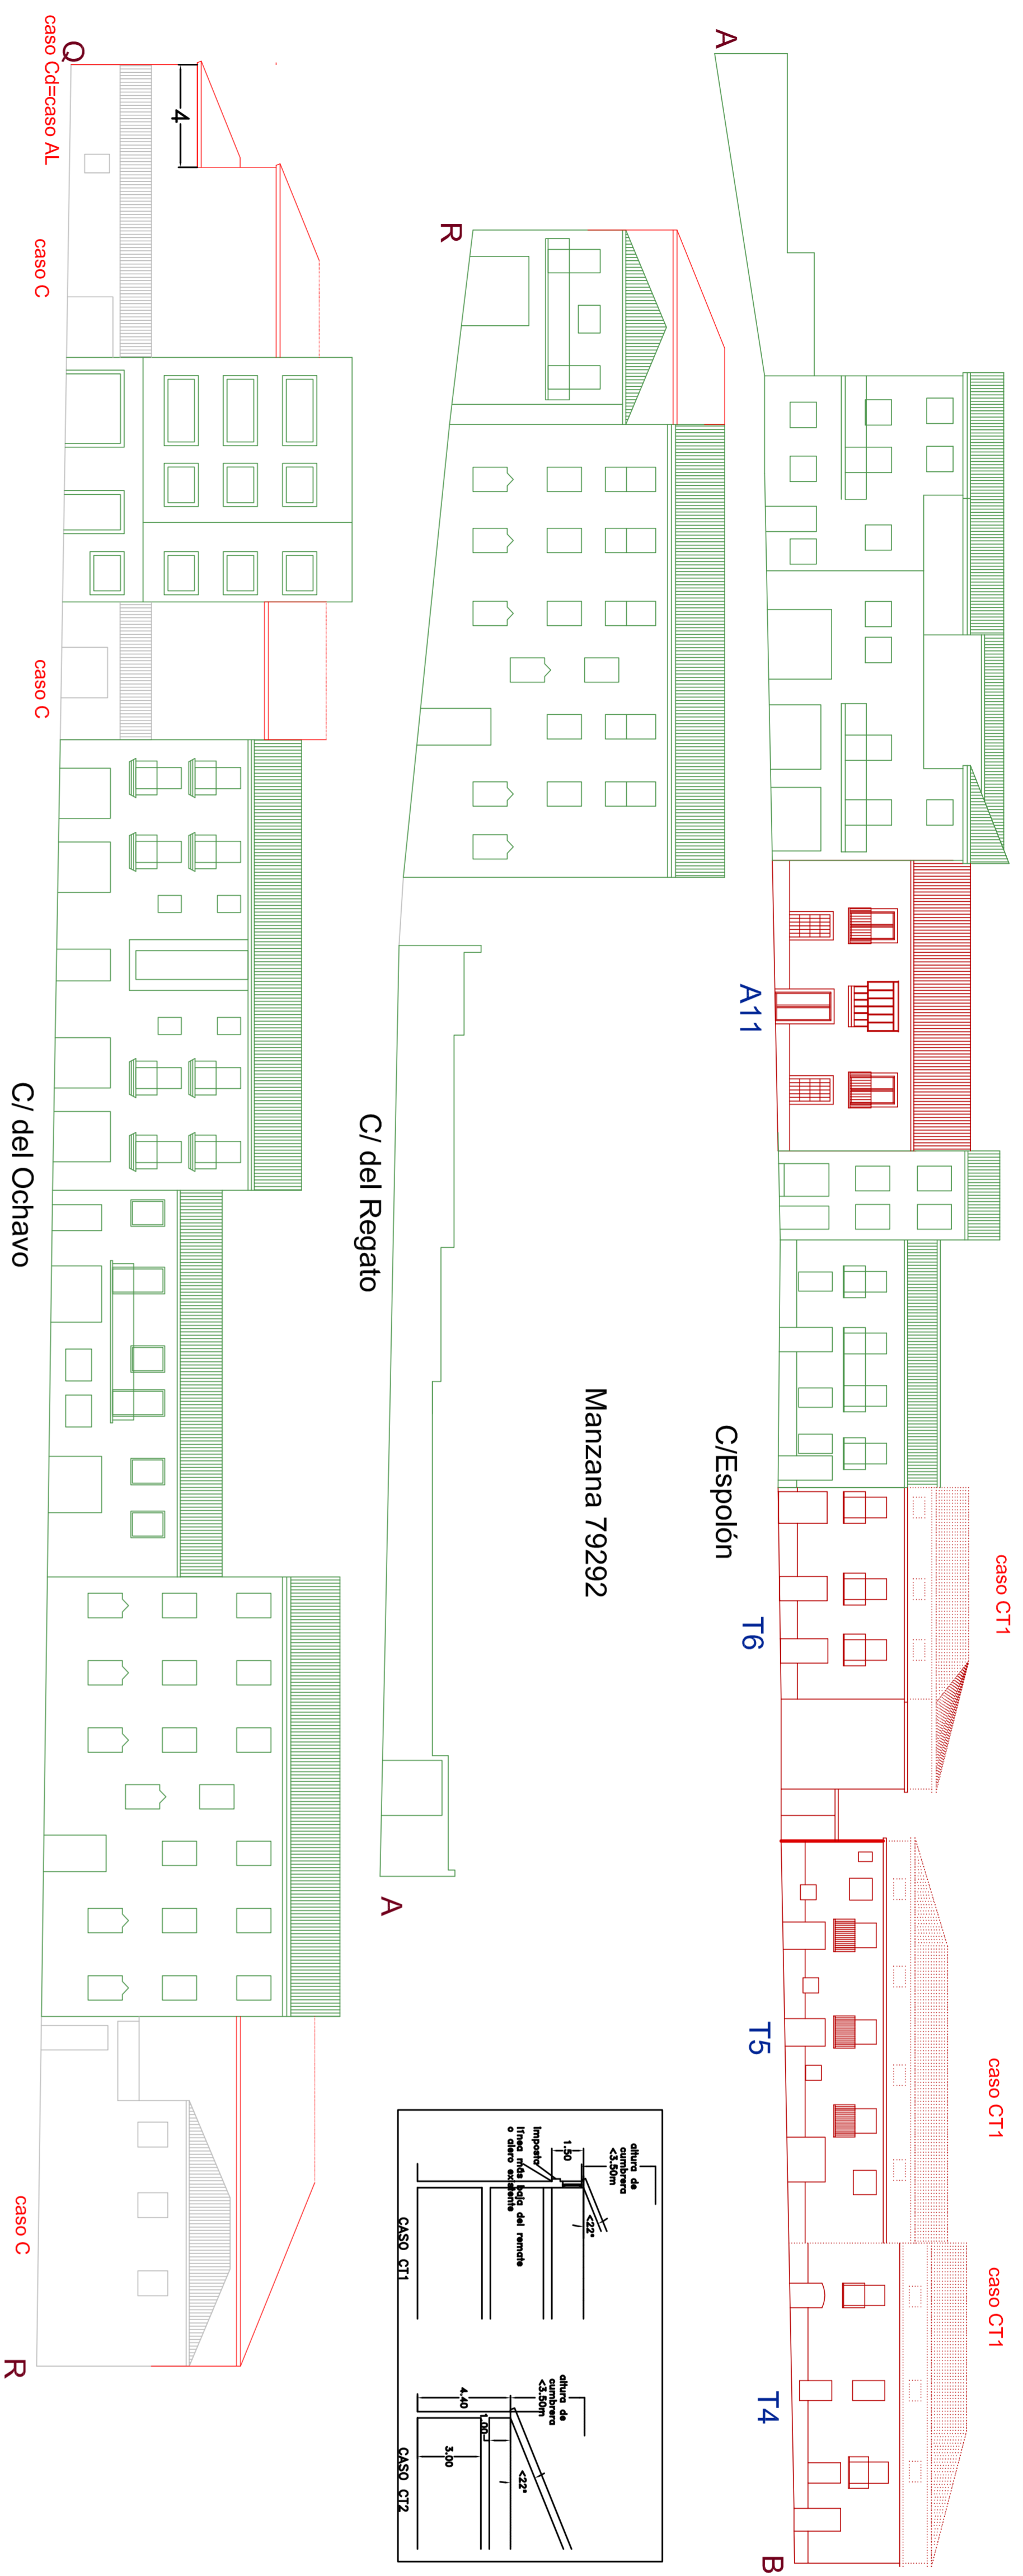 A
B
A11
T6
T5
T4
caso CT1
caso CT1
caso CT1
C/Espolón
Manzana 79292
R
A
C/ del Regato
altura de
cumbrera
<3.50m
1.50
<22°
imposta
línea más baja del remate
o alero existente
CASO CT1
altura de
cumbrera
<3.50m
4.40
1.00
3.00
<22°
CASO CT2
4
Q
R
caso Cd=caso AL
caso C
caso C
caso C
C/ del Ochavo